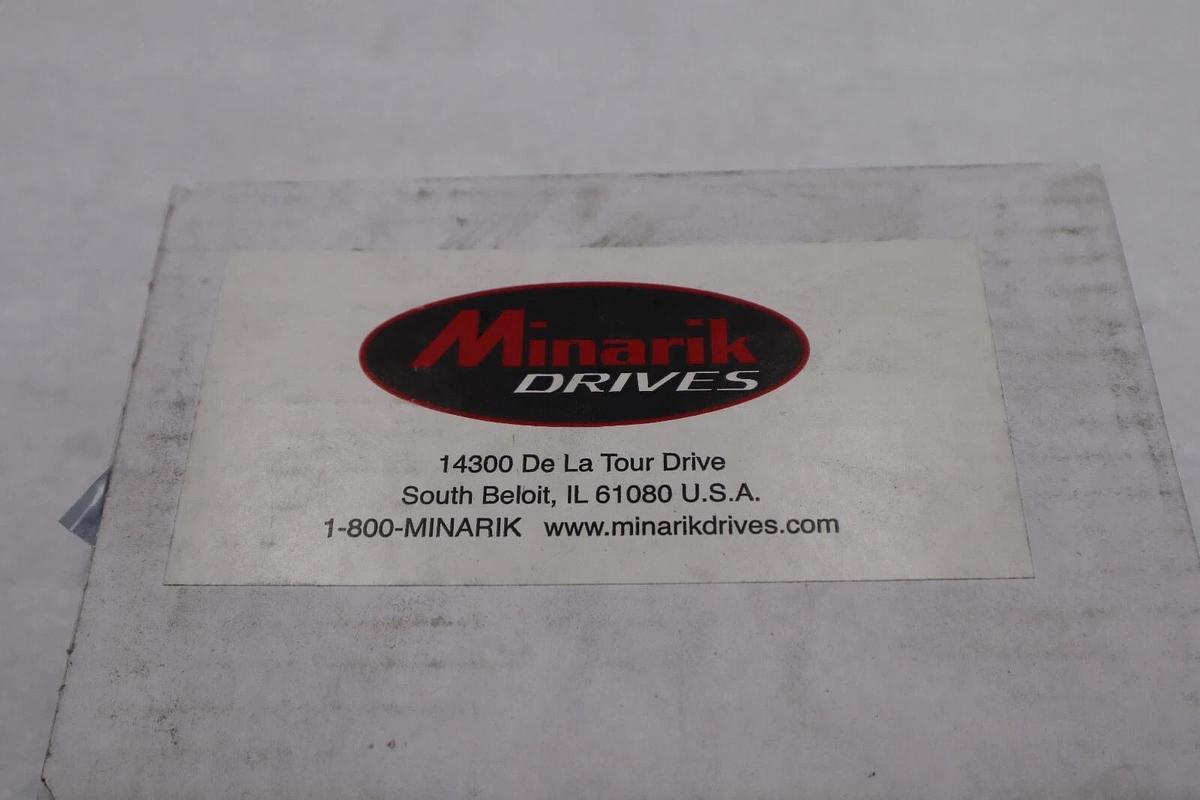 Minarik
DRIVES
14300 De La Tour Drive
South Beloit, IL 61080 U.S.A.
1-800-MINARIK www.minarikdrives.com